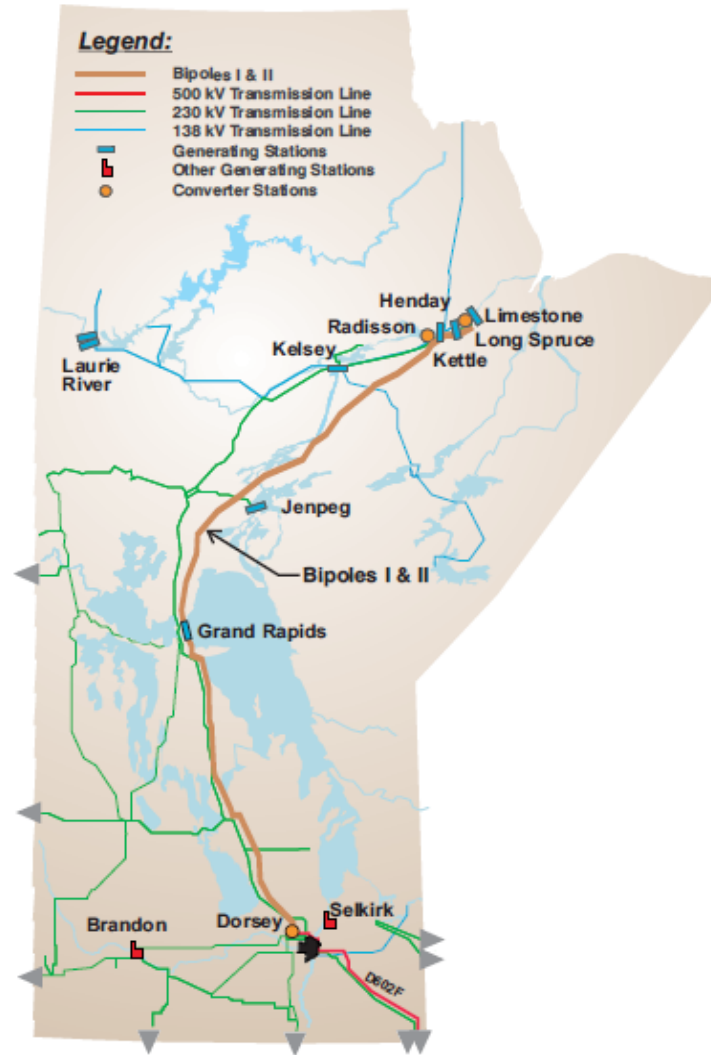 Legend:
Bipoles I & II
500 kV Transmission Line
230 kV Transmission Line
138 kV Transmission Line
Generating Stations
Other Generating Stations
Converter Stations
Henday
Limestone
Radisson
Long Spruce
Kelsey
Kettle
Laurie
River
Jenpeg
Bipoles I & II
Grand Rapids
Selkirk
Brandon
Dorsey
D602F